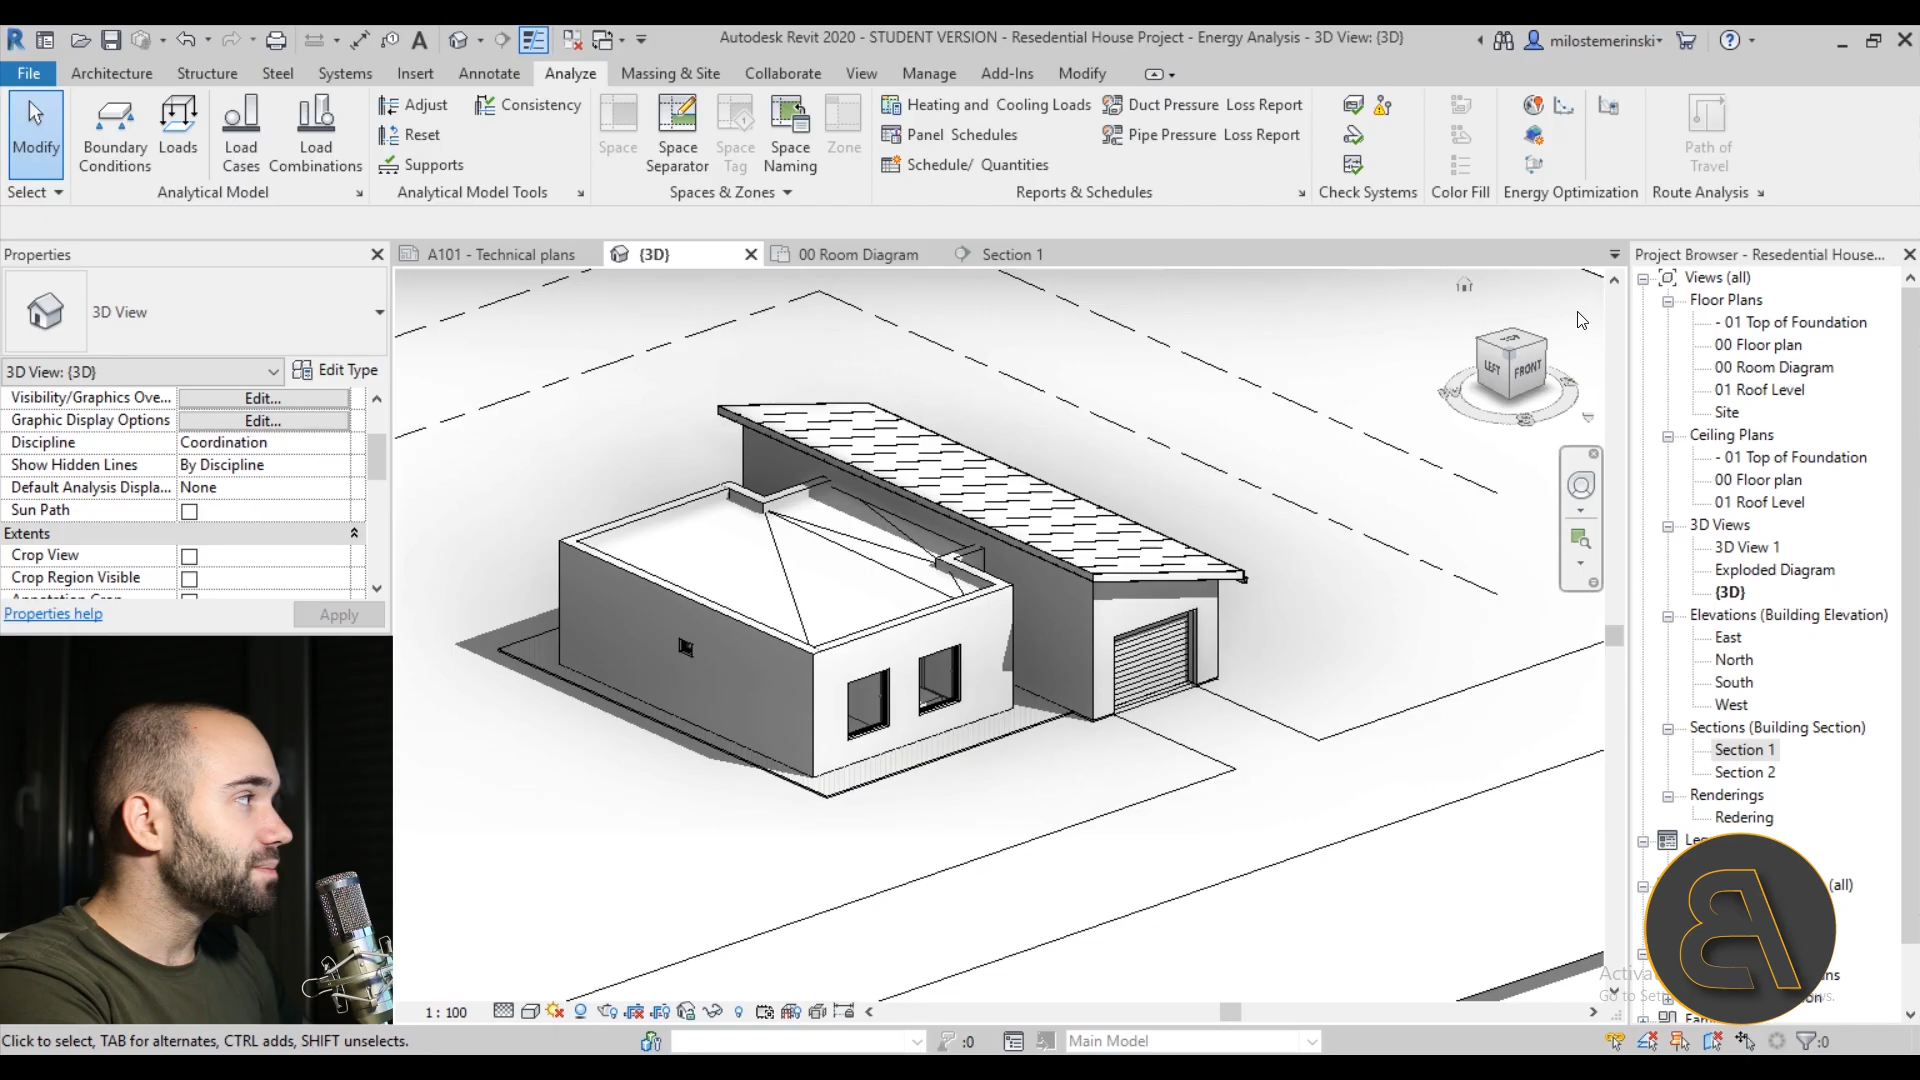 Autodesk Revit 2020 - STUDENT VERSION - Resedential House Project - Energy Analysis - 3D View: {3D}
milostemerinski
File Architecture Structure Steel Systems Insert Annotate Analyze Massing & Site Collaborate View Manage Add-Ins Modify
Modify
Boundary Conditions
Loads
Load Cases
Load Combinations
Adjust
Consistency
Reset
Supports
Space
Space Separator
Space Tag
Space Naming
Zone
Heating and Cooling Loads
Duct Pressure Loss Report
Panel Schedules
Pipe Pressure Loss Report
Schedule/ Quantities
Path of Travel
Select
Analytical Model
Analytical Model Tools
Spaces & Zones
Reports & Schedules
Check Systems
Color Fill
Energy Optimization
Route Analysis
Properties
A101 - Technical plans
{3D}
00 Room Diagram
Section 1
Project Browser - Resedential House...
3D View
3D View: {3D}
Edit Type
Visibility/Graphics Ove... Edit...
Graphic Display Options Edit...
Discipline Coordination
Show Hidden Lines By Discipline
Default Analysis Displa... None
Sun Path
Extents
Crop View
Crop Region Visible
Properties help
Apply
TOP
LEFT
FRONT
Views (all)
Floor Plans
- 01 Top of Foundation
00 Floor plan
00 Room Diagram
01 Roof Level
Site
Ceiling Plans
- 01 Top of Foundation
00 Floor plan
01 Roof Level
3D Views
3D View 1
Exploded Diagram
{3D}
Elevations (Building Elevation)
East
North
South
West
Sections (Building Section)
Section 1
Section 2
Renderings
Redering
(all)
1 : 100
Click to select, TAB for alternates, CTRL adds, SHIFT unselects.
:0
Main Model
:0